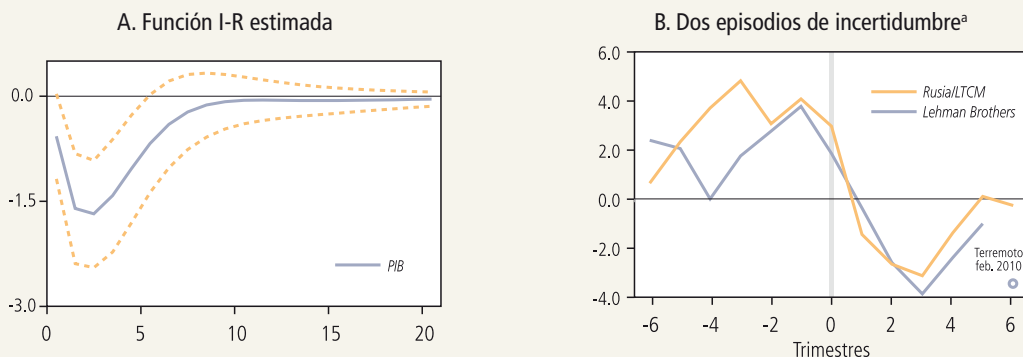 A. Función I-R estimada
0.0
-1.5
-3.0
0
5
10
15
20
PIB
B. Dos episodios de incertidumbreª
6.0
4.0
2.0
0.0
-2.0
-4.0
-6
-4
-2
0
2
4
6
Trimestres
Rusia/LTCM
Lehman Brothers
Terremoto
feb. 2010